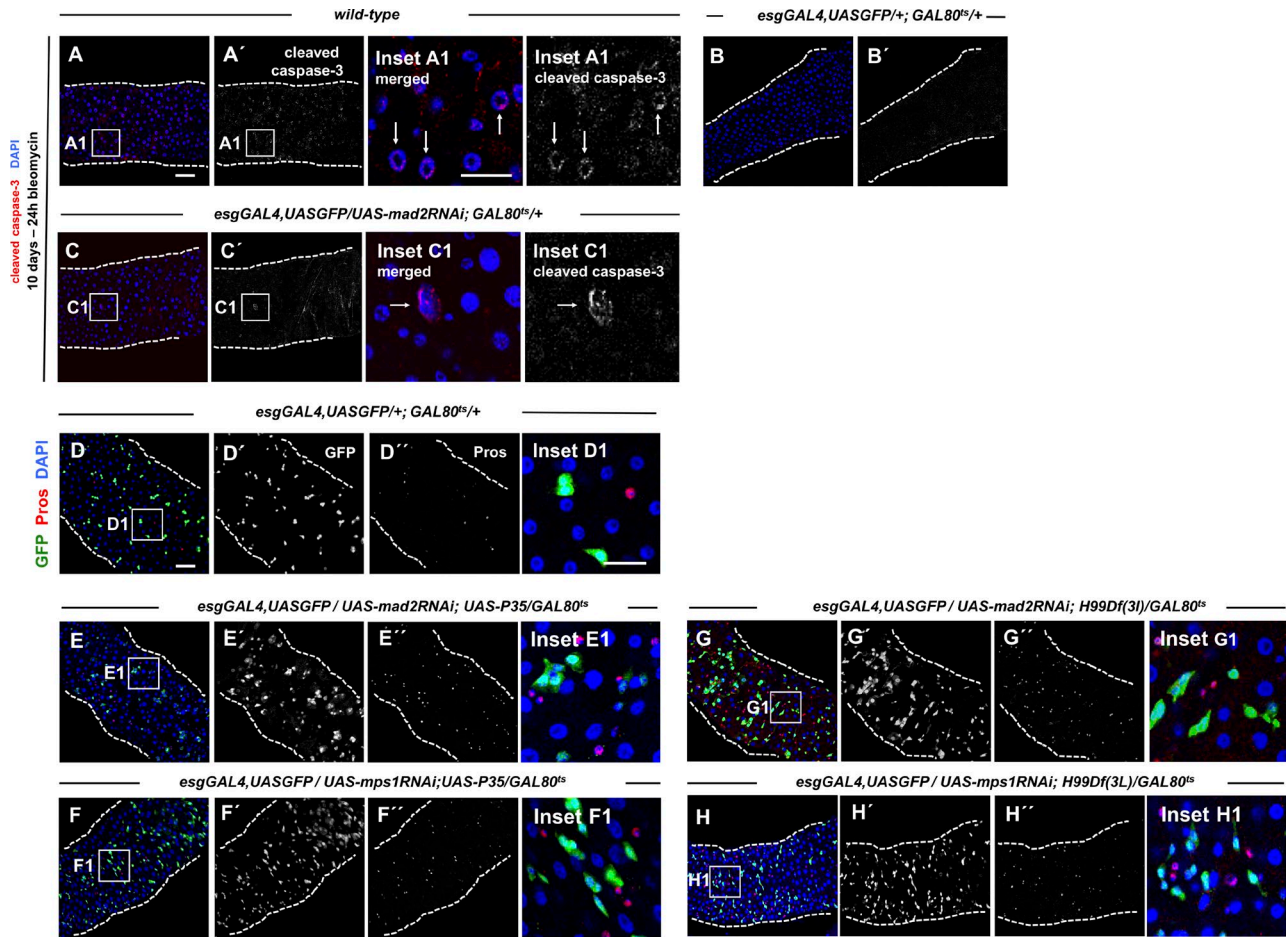 wild-type
esgGAL4,UASGFP/+; GAL80ts/+
A
A´
cleaved
caspase-3
Inset A1
merged
Inset A1
cleaved caspase-3
B
B´
A1
A1
cleaved caspase-3 DAPI
10 days – 24h bleomycin
esgGAL4,UASGFP/UAS-mad2RNAi; GAL80ts/+
C
C´
Inset C1
merged
Inset C1
cleaved caspase-3
C1
C1
esgGAL4,UASGFP/+; GAL80ts/+
GFP Pros DAPI
D
D´
GFP
D´´
Pros
Inset D1
D1
esgGAL4,UASGFP / UAS-mad2RNAi; UAS-P35/GAL80ts
esgGAL4,UASGFP / UAS-mad2RNAi; H99Df(3l)/GAL80ts
E
E´
E´´
Inset E1
E1
G
G´
G´´
Inset G1
G1
esgGAL4,UASGFP / UAS-mps1RNAi;UAS-P35/GAL80ts
esgGAL4,UASGFP / UAS-mps1RNAi; H99Df(3L)/GAL80ts
F
F´
F´´
Inset F1
F1
H
H´
H´´
Inset H1
H1